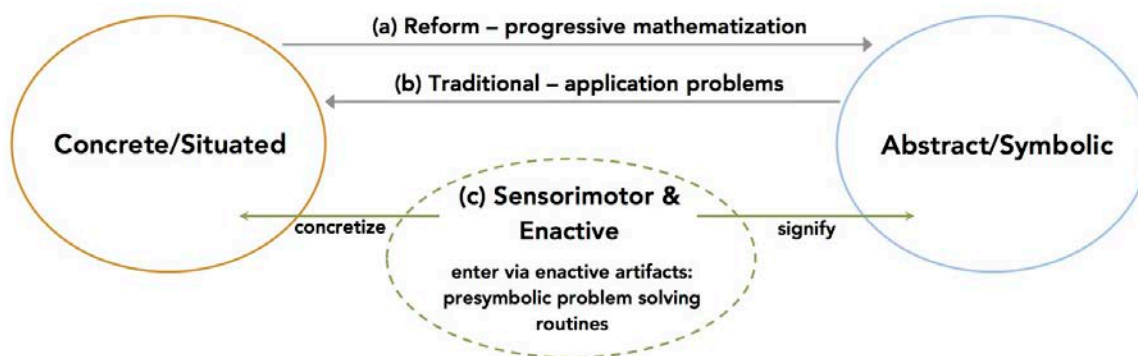 (a) Reform – progressive mathematization
(b) Traditional – application problems
Concrete/Situated
Abstract/Symbolic
(c) Sensorimotor &
Enactive
concretize
signify
enter via enactive artifacts:
presymbolic problem solving
routines